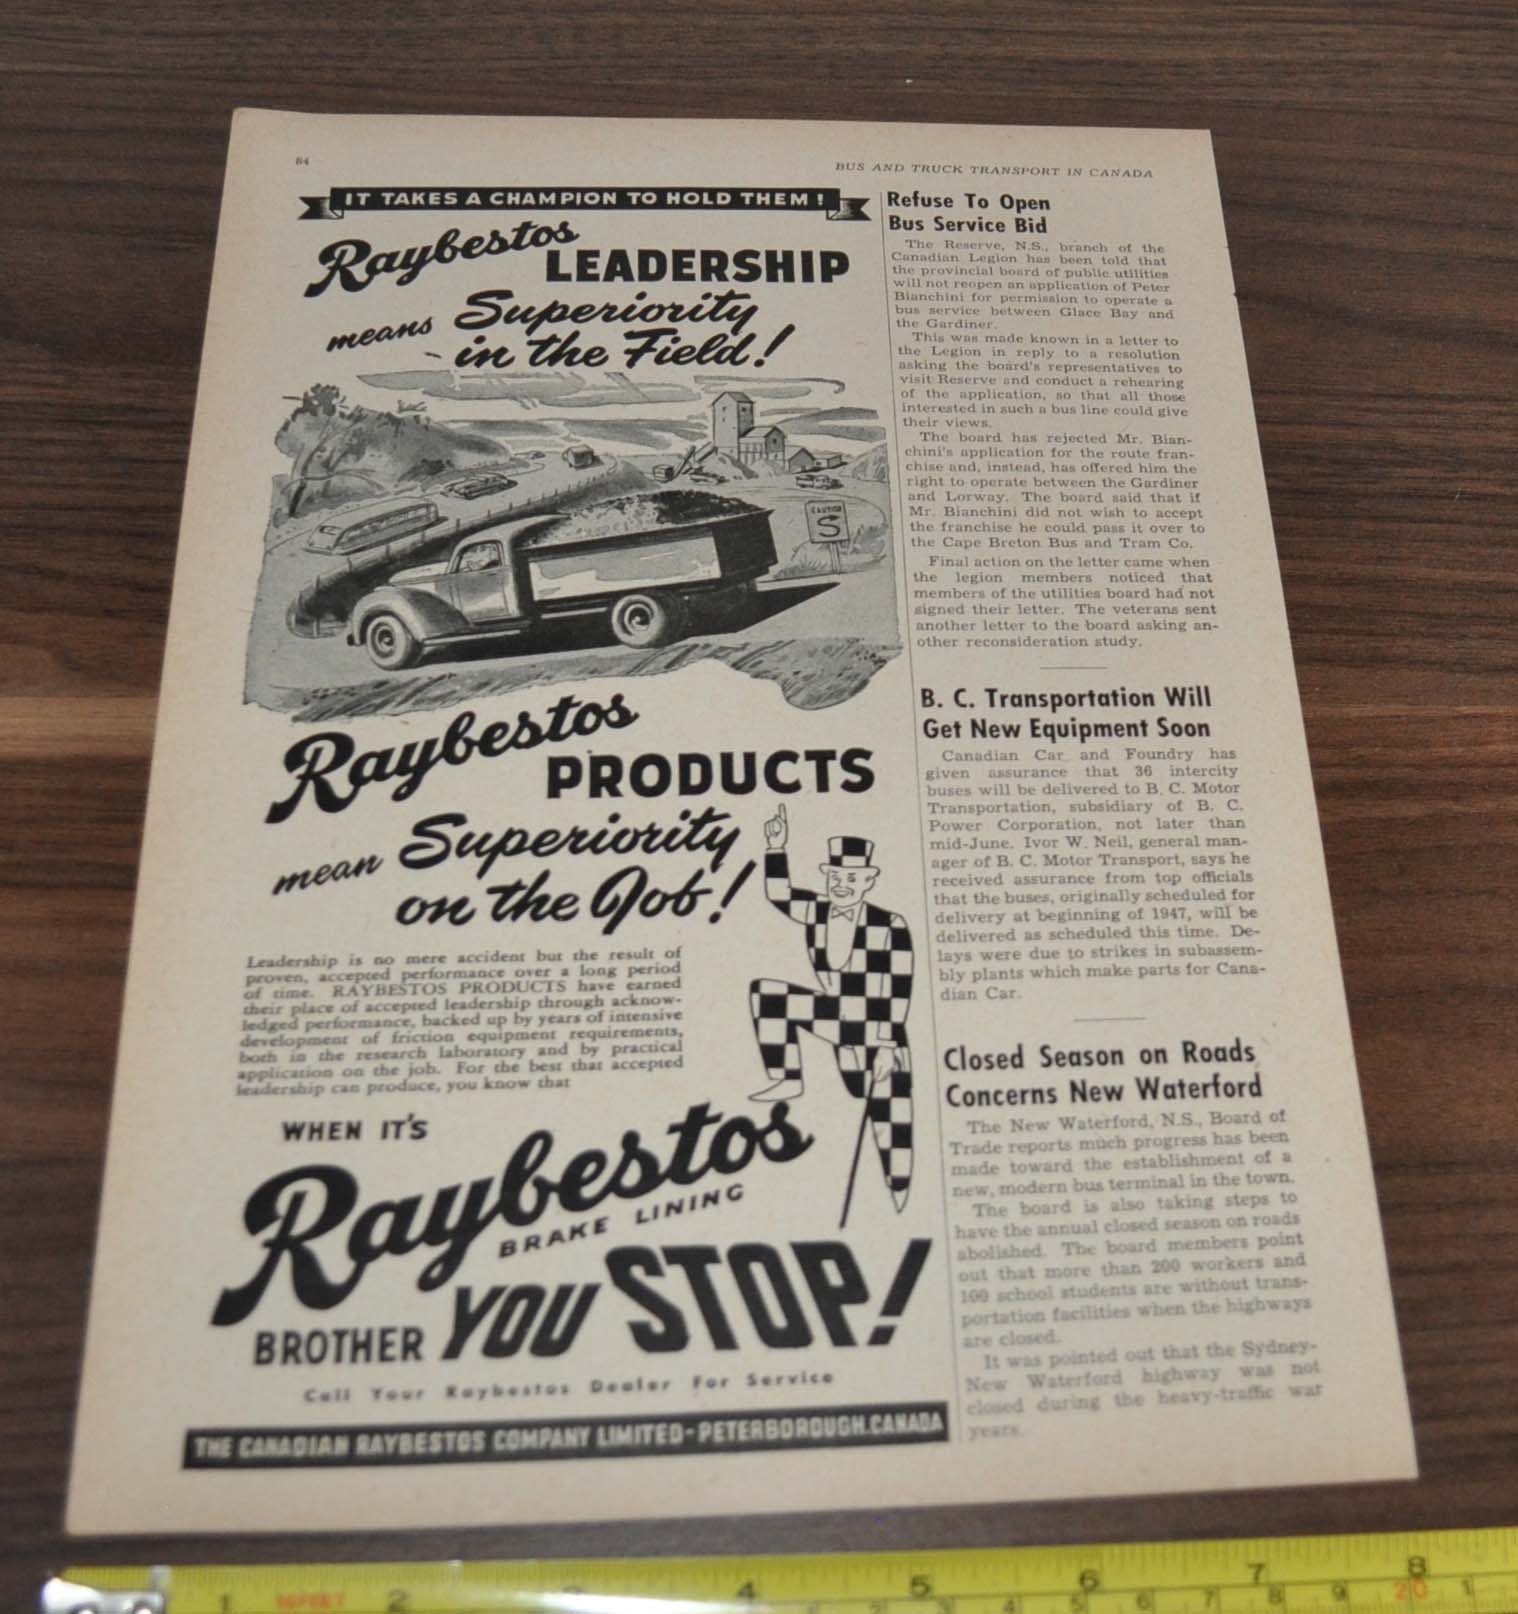 84
BUS AND TRUCK TRANSPORT IN CANADA
IT TAKES A CHAMPION TO HOLD THEM!
Raybestos
LEADERSHIP
means Superiority
in the Field!
CAUTION
S
Raybestos
PRODUCTS
mean Superiority
on the Job!
Leadership is no mere accident but the result of
proven, accepted performance over a long period
of time. RAYBESTOS PRODUCTS have earned
their place of accepted leadership through acknow-
ledged performance, backed up by years of intensive
development of friction equipment requirements,
both in the research laboratory and by practical
application on the job. For the best that accepted
leadership can produce, you know that
WHEN IT'S
Raybestos
BRAKE LINING
BROTHER YOU STOP!
Call Your Raybestos Dealer For Service
THE CANADIAN RAYBESTOS COMPANY LIMITED-PETERBOROUGH.CANADA
Refuse To Open
Bus Service Bid
The Reserve, N.S., branch of the
Canadian Legion has been told that
the provincial board of public utilities
will not reopen an application of Peter
Bianchini for permission to operate a
bus service between Glace Bay and
the Gardiner.
This was made known in a letter to
the Legion in reply to a resolution
asking the board's representatives to
visit Reserve and conduct a rehearing
of the application, so that all those
interested in such a bus line could give
their views.
The board has rejected Mr. Bian-
chini's application for the route fran-
chise and, instead, has offered him the
right to operate between the Gardiner
and Lorway. The board said that if
Mr. Bianchini did not wish to accept
the franchise he could pass it over to
the Cape Breton Bus and Tram Co.
Final action on the letter came when
the legion members noticed that
members of the utilities board had not
signed their letter. The veterans sent
another letter to the board asking an-
other reconsideration study.
B. C. Transportation Will
Get New Equipment Soon
Canadian Car and Foundry has
given assurance that 36 intercity
buses will be delivered to B. C. Motor
Transportation, subsidiary of B. C.
Power Corporation, not later than
mid-June. Ivor W. Neil, general man-
ager of B. C. Motor Transport, says he
received assurance from top officials
that the buses, originally scheduled for
delivery at beginning of 1947, will be
delivered as scheduled this time. De-
lays were due to strikes in subassem-
bly plants which make parts for Cana-
dian Car.
Closed Season on Roads
Concerns New Waterford
The New Waterford, N.S., Board of
Trade reports much progress has been
made toward the establishment of a
new, modern bus terminal in the town.
The board is also taking steps to
have the annual closed season on roads
abolished. The board members point
out that more than 200 workers and
100 school students are without trans-
portation facilities when the highways
are closed.
It was pointed out that the Sydney-
New Waterford highway was not
closed during the heavy-traffic war
years.
1 2 3 4 5 6 7 8
7 8 9 20 1